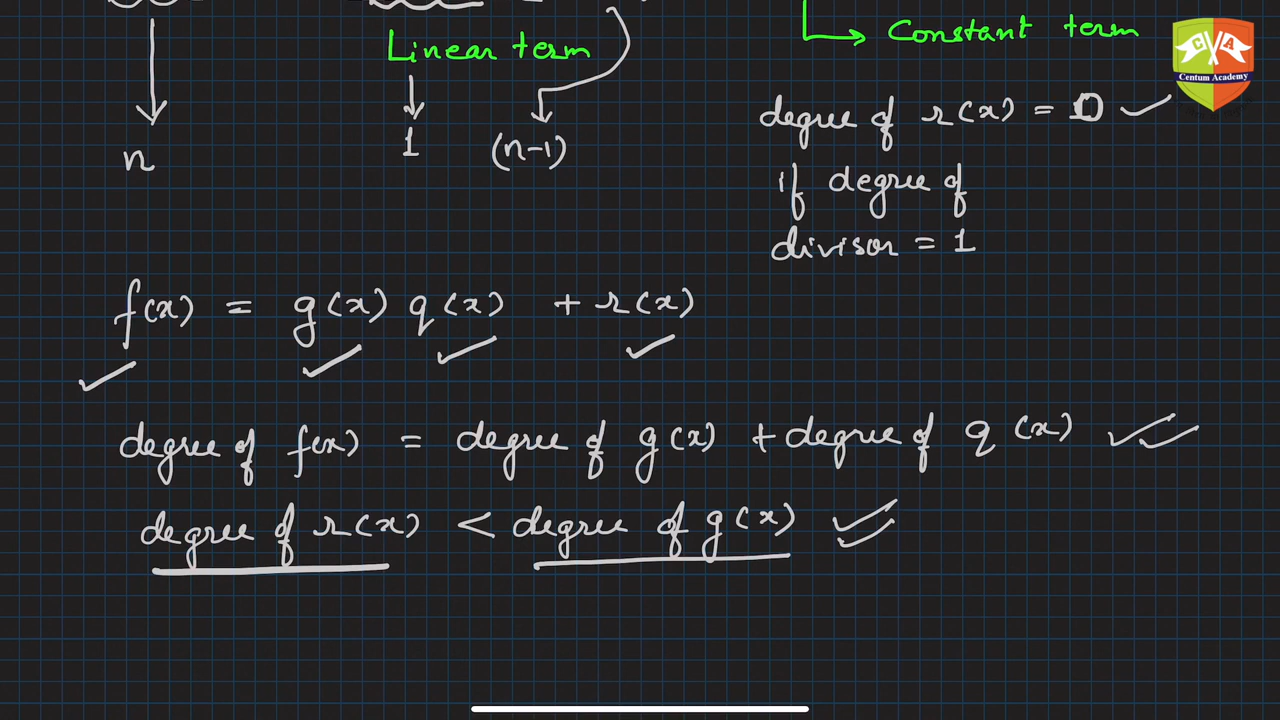 Linear term
Constant term
C A
Centum Academy
n
1
(n-1)
degree of r(x) = 0
if degree of
divisor = 1
f(x) = g(x) q(x) + r(x)
degree of f(x) = degree of g(x) + degree of q(x)
degree of r(x) < degree of g(x)